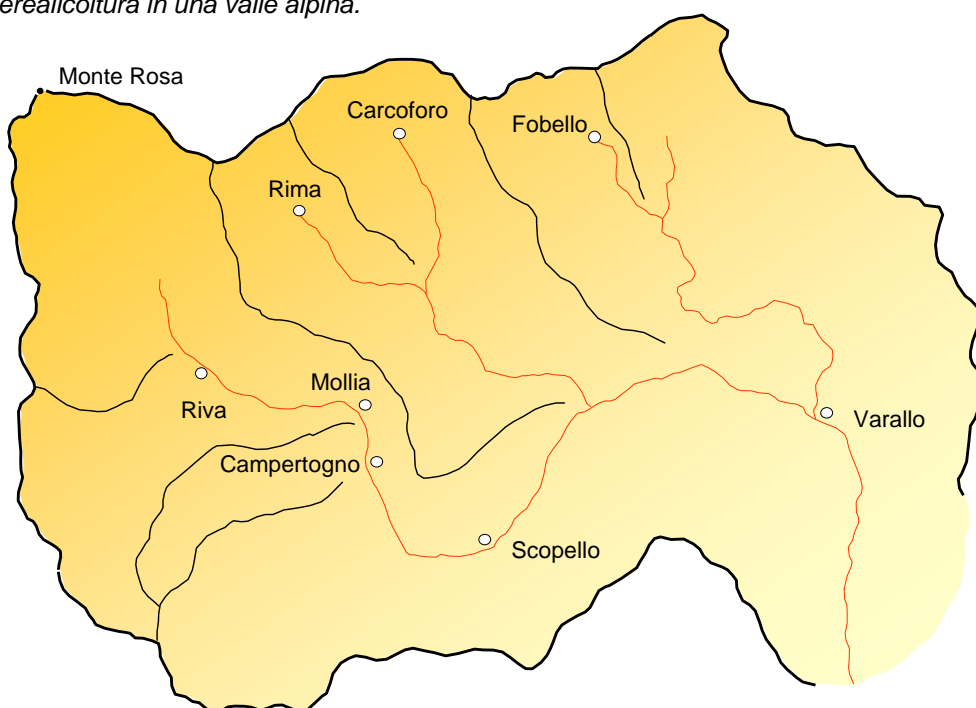 erealicoltura in una valle alpina.
Monte Rosa
Carcoforo
Fobello
Rima
Mollia
Riva
Varallo
Campertogno
Scopello